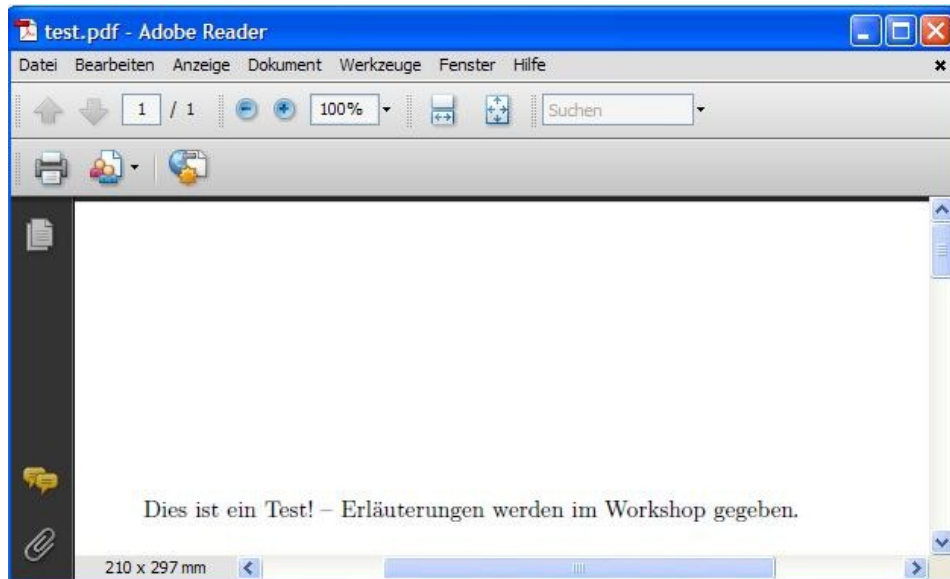 test.pdf - Adobe Reader
Datei Bearbeiten Anzeige Dokument Werkzeuge Fenster Hilfe
1 / 1 100% Suchen
Dies ist ein Test! – Erläuterungen werden im Workshop gegeben.
210 x 297 mm